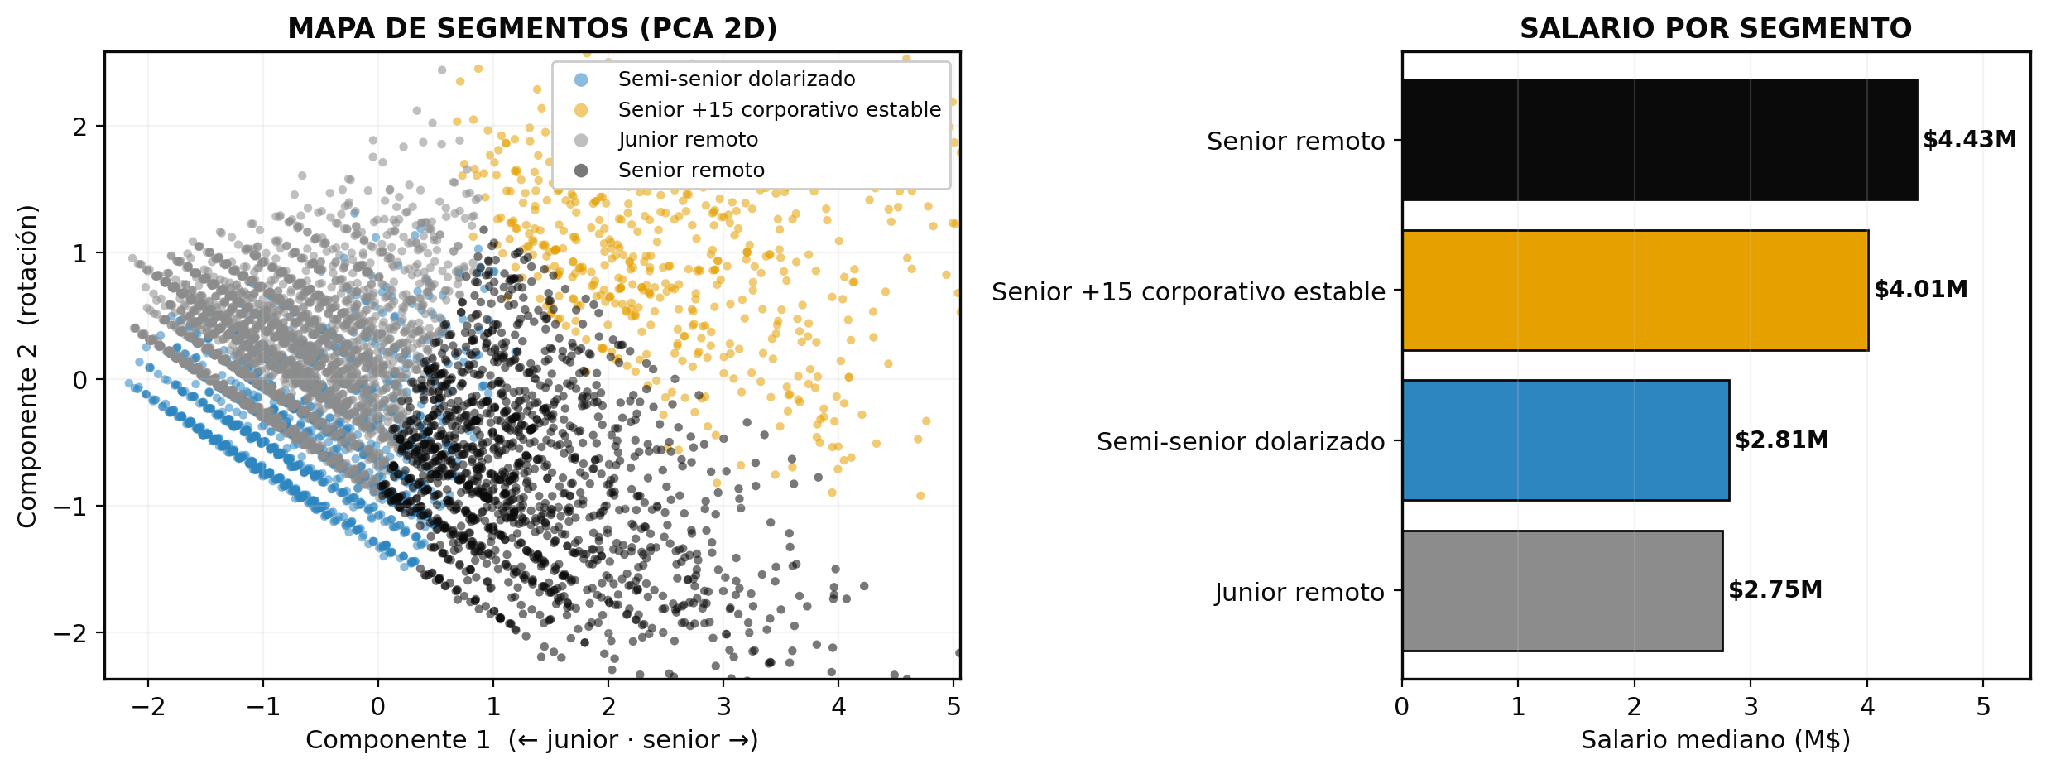 MAPA DE SEGMENTOS (PCA 2D)
Semi-senior dolarizado
Senior +15 corporativo estable
Junior remoto
Senior remoto
Componente 2  (rotación)
2
1
0
−1
−2
−2 −1 0 1 2 3 4 5
Componente 1  (← junior · senior →)
SALARIO POR SEGMENTO
Senior remoto $4.43M
Senior +15 corporativo estable $4.01M
Semi-senior dolarizado $2.81M
Junior remoto $2.75M
0 1 2 3 4 5
Salario mediano (M$)